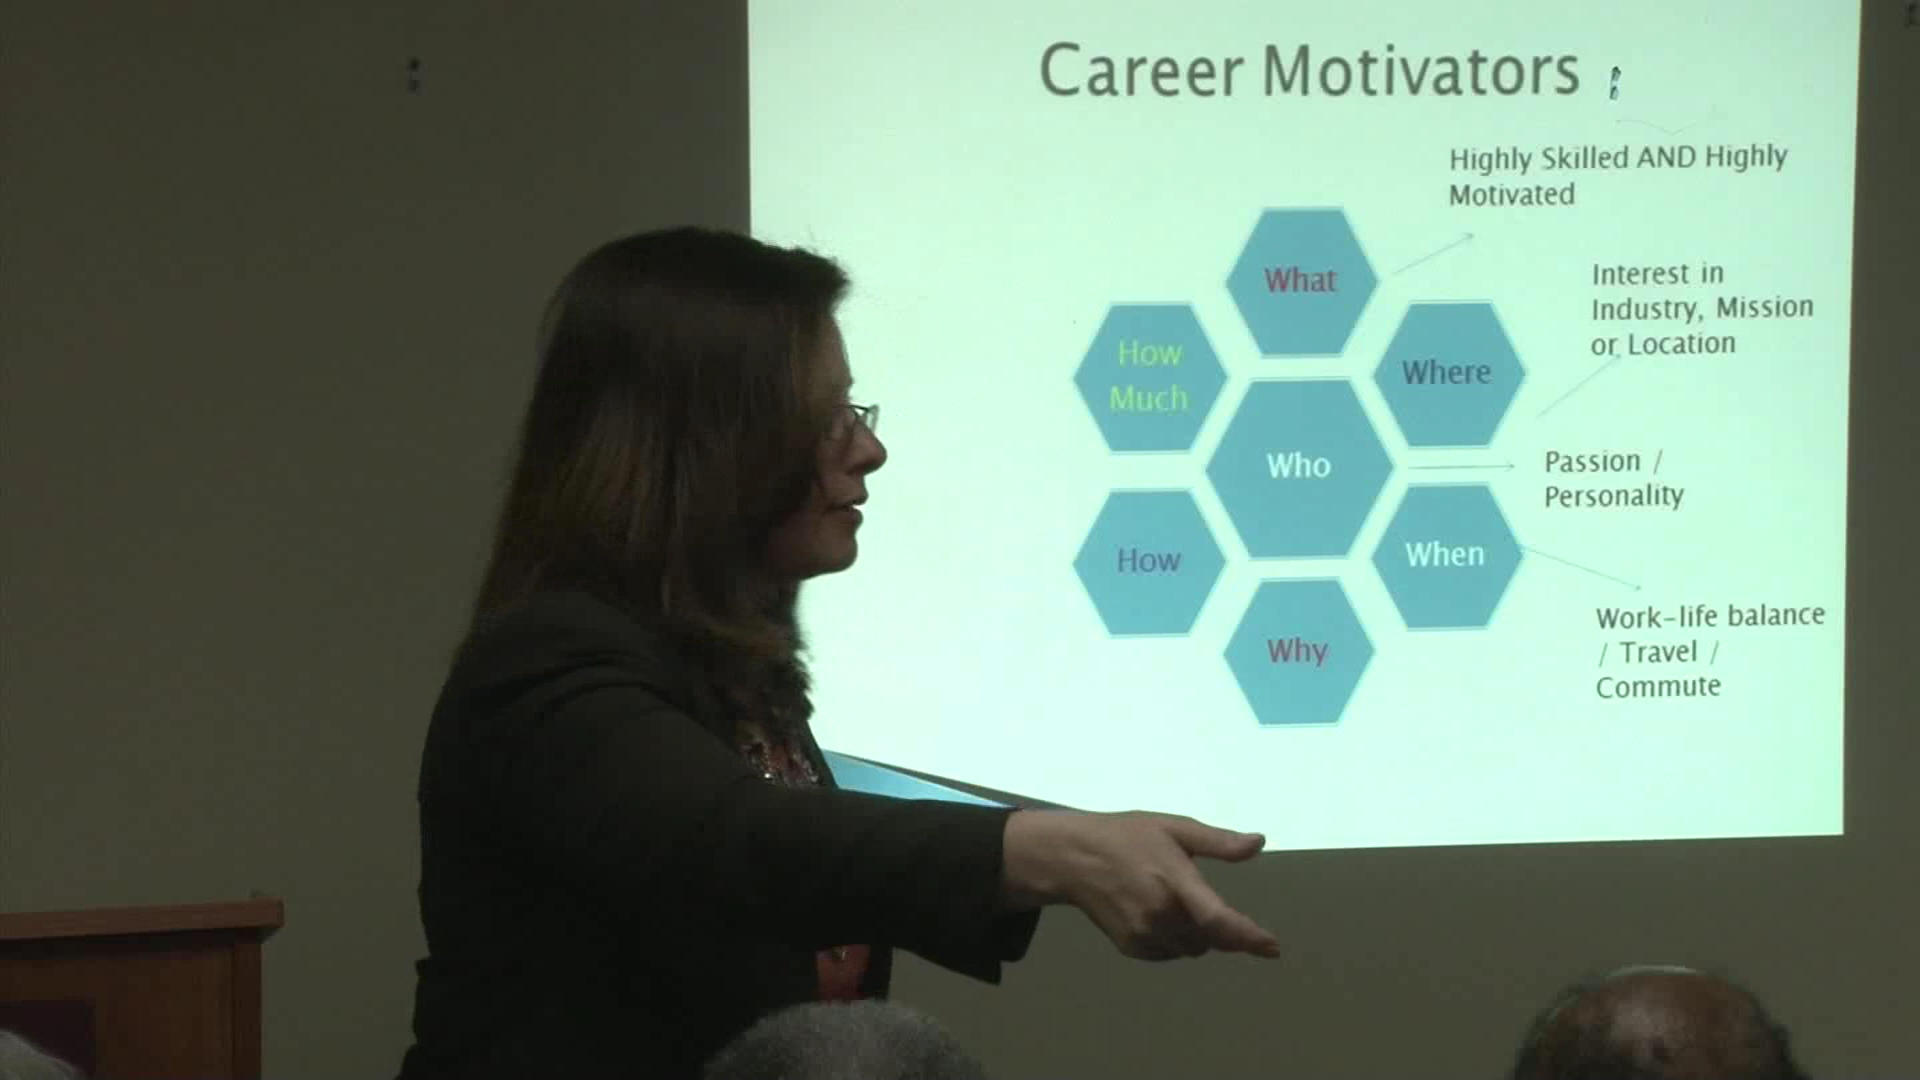 Career Motivators
Highly Skilled AND Highly
Motivated
What
Interest in
Industry, Mission
or Location
How
Much
Where
Who
Passion /
Personality
How
When
Work-life balance
/ Travel /
Commute
Why